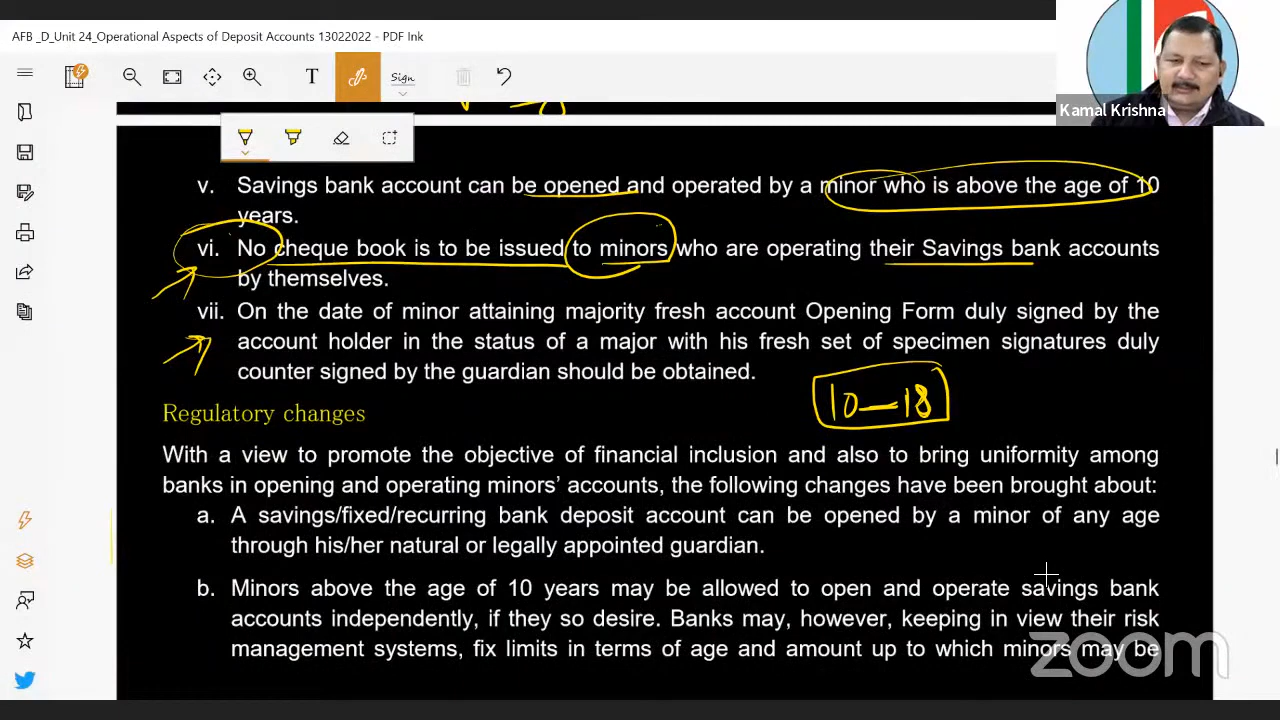 AFB _D_Unit 24_Operational Aspects of Deposit Accounts 13022022 - PDF Ink
T
Sign
Kamal Krishna
v. Savings bank account can be opened and operated by a minor who is above the age of 10
years.
vi. No cheque book is to be issued to minors who are operating their Savings bank accounts
by themselves.
vii. On the date of minor attaining majority fresh account Opening Form duly signed by the
account holder in the status of a major with his fresh set of specimen signatures duly
counter signed by the guardian should be obtained.
10—18
Regulatory changes
With a view to promote the objective of financial inclusion and also to bring uniformity among
banks in opening and operating minors' accounts, the following changes have been brought about:
a. A savings/fixed/recurring bank deposit account can be opened by a minor of any age
through his/her natural or legally appointed guardian.
b. Minors above the age of 10 years may be allowed to open and operate savings bank
accounts independently, if they so desire. Banks may, however, keeping in view their risk
management systems, fix limits in terms of age and amount up to which minors may be
zoom